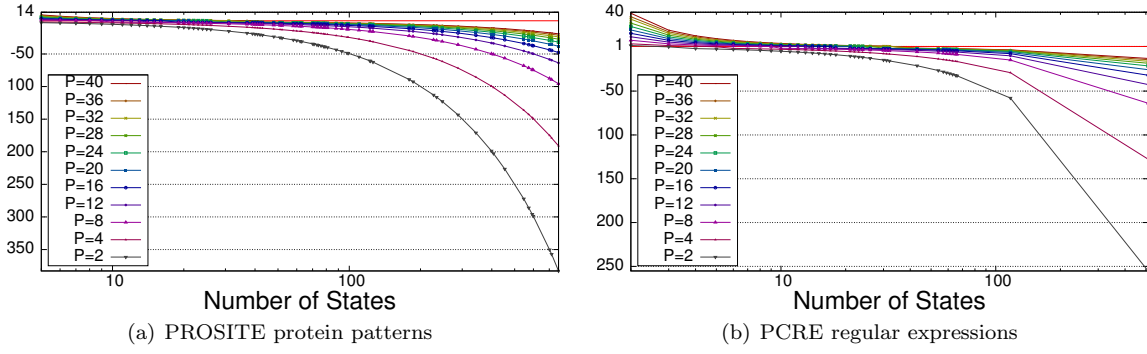 14
-50
100
150
200
250
300
350
P=40
P=36
P=32
P=28
P=24
P=20
P=16
P=12
P=8
P=4
P=2
10
100
Number of States
(a) PROSITE protein patterns
40
1
-50
100
150
200
250
P=40
P=36
P=32
P=28
P=24
P=20
P=16
P=12
P=8
P=4
P=2
10
100
Number of States
(b) PCRE regular expressions